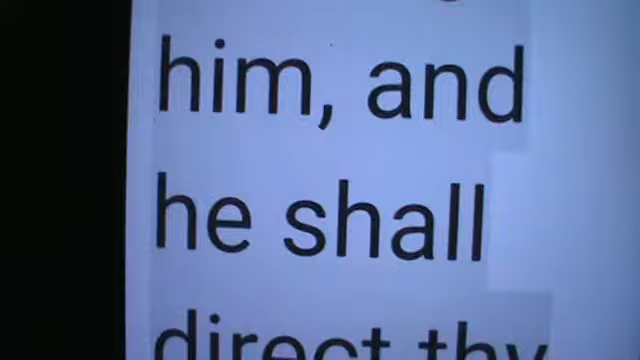 him, and
he shall
direct thy